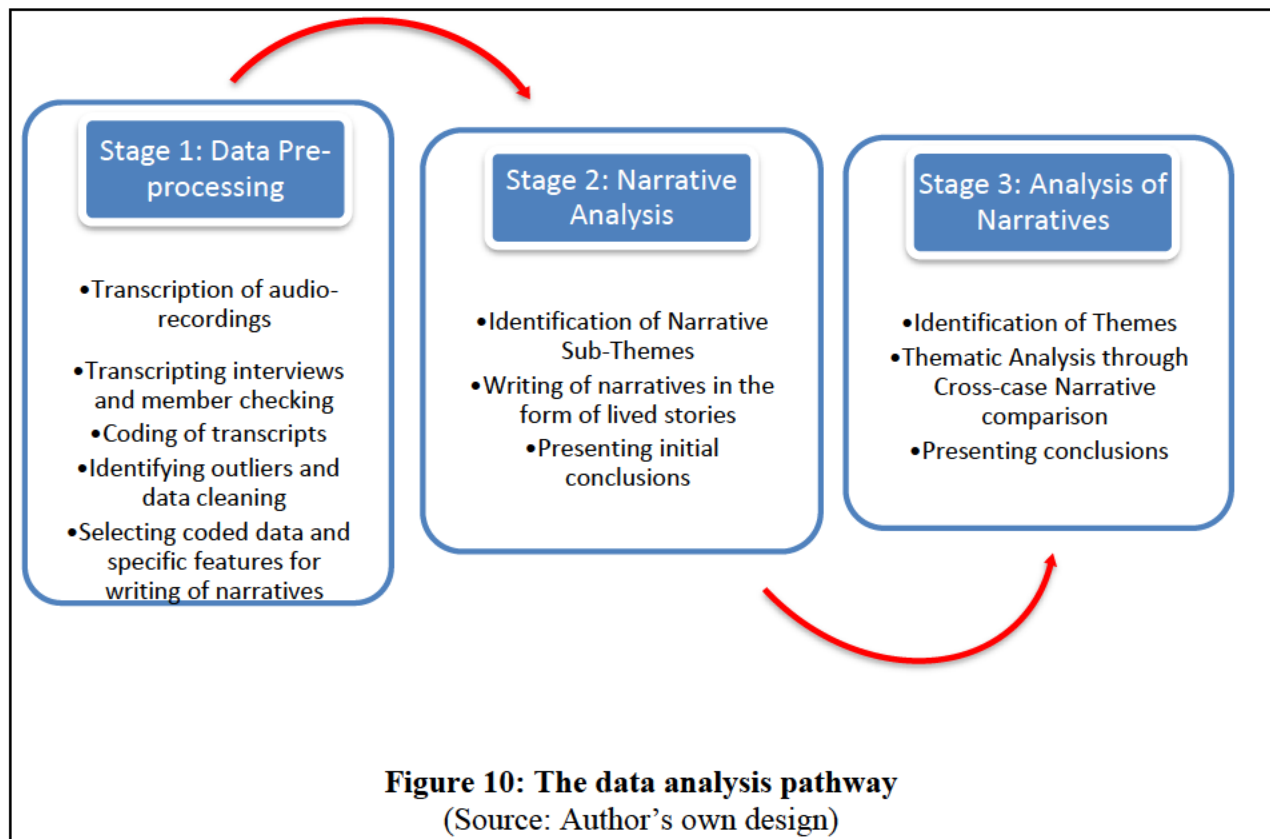 Stage 1: Data Pre-
processing
•Transcription of audio-
recordings
•Transcripting interviews
and member checking
•Coding of transcripts
•Identifying outliers and
data cleaning
•Selecting coded data and
specific features for
writing of narratives
Stage 2: Narrative
Analysis
•Identification of Narrative
Sub-Themes
•Writing of narratives in the
form of lived stories
•Presenting initial
conclusions
Stage 3: Analysis of
Narratives
•Identification of Themes
•Thematic Analysis through
Cross-case Narrative
comparison
•Presenting conclusions
Figure 10: The data analysis pathway
(Source: Author’s own design)